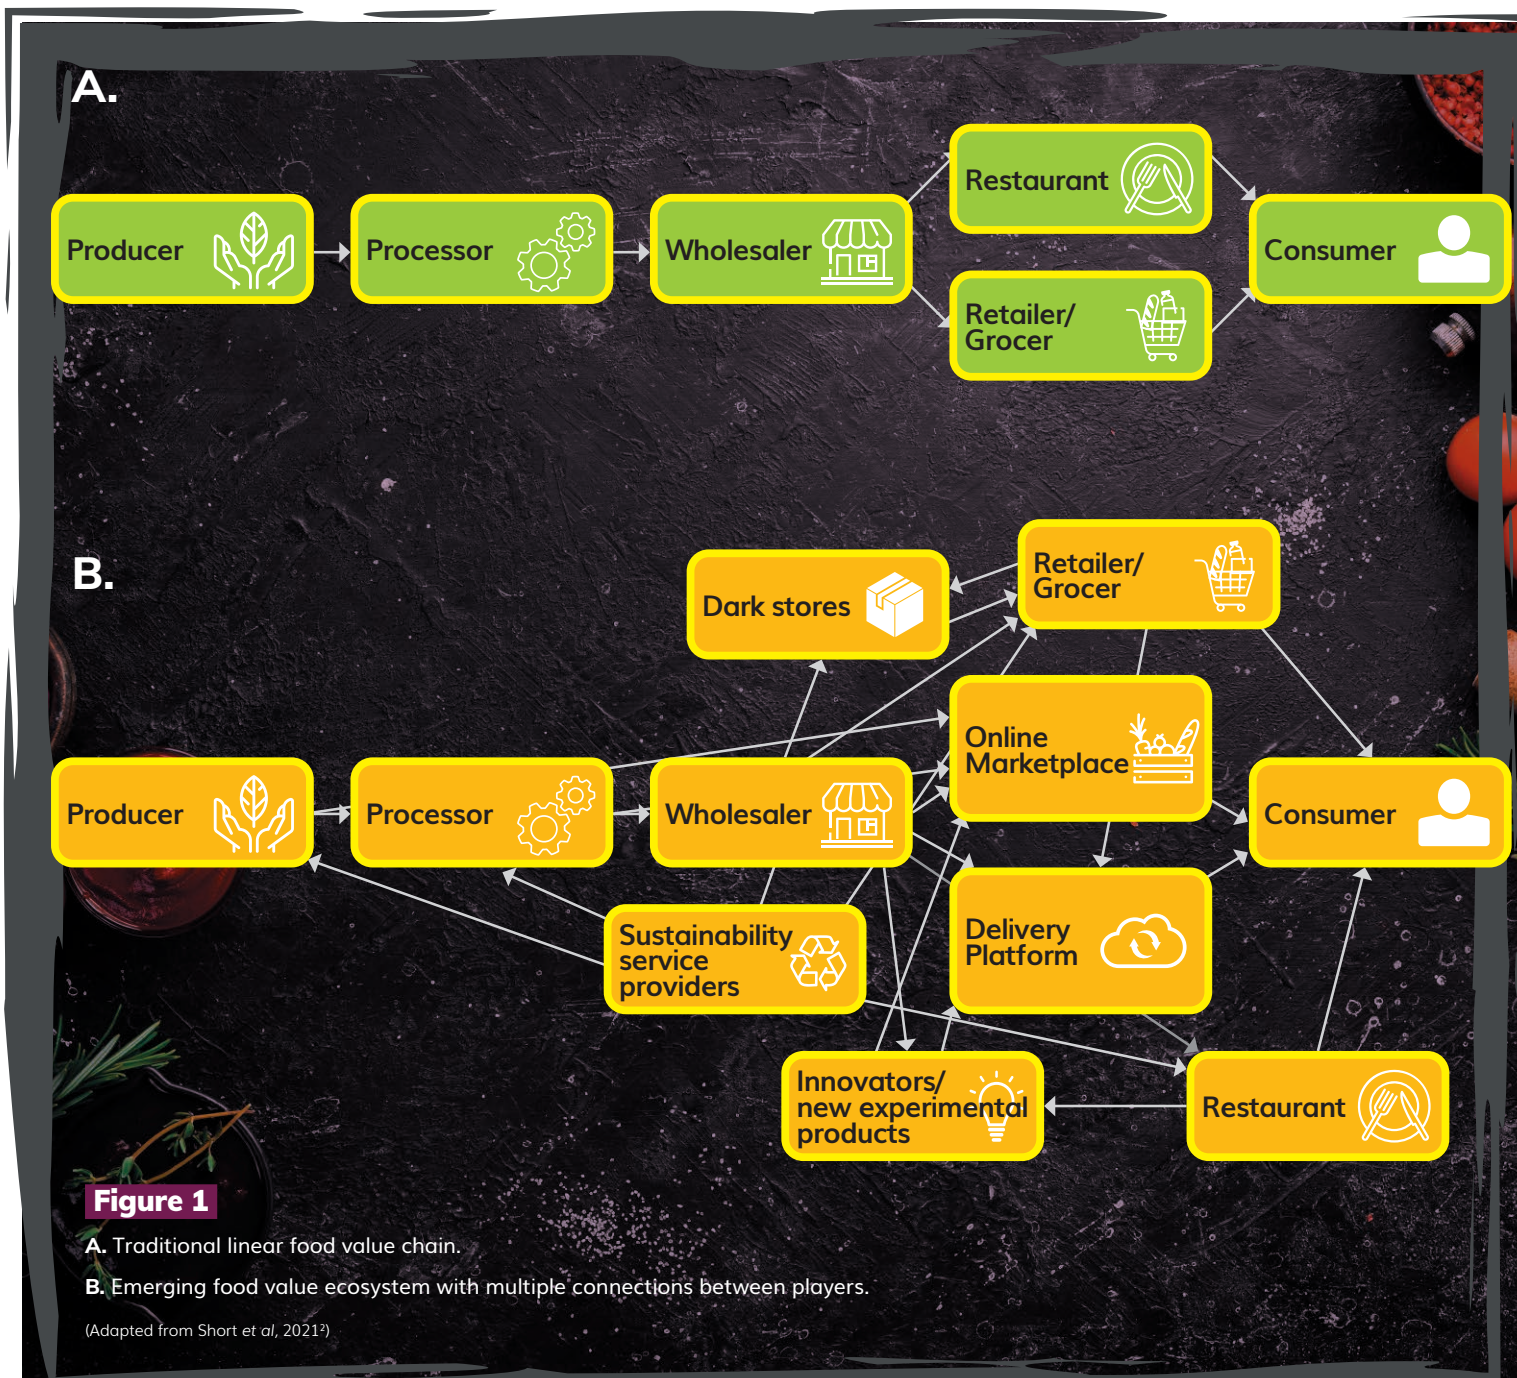 A.
Producer
Processor
Wholesaler
Restaurant
Retailer/
Grocer
Consumer
B.
Dark stores
Retailer/
Grocer
Online
Marketplace
Producer
Processor
Wholesaler
Consumer
Sustainability
service
providers
Delivery
Platform
Innovators/
new experimental
products
Restaurant
Figure 1
A. Traditional linear food value chain.
B. Emerging food value ecosystem with multiple connections between players.
(Adapted from Short et al, 2021²)